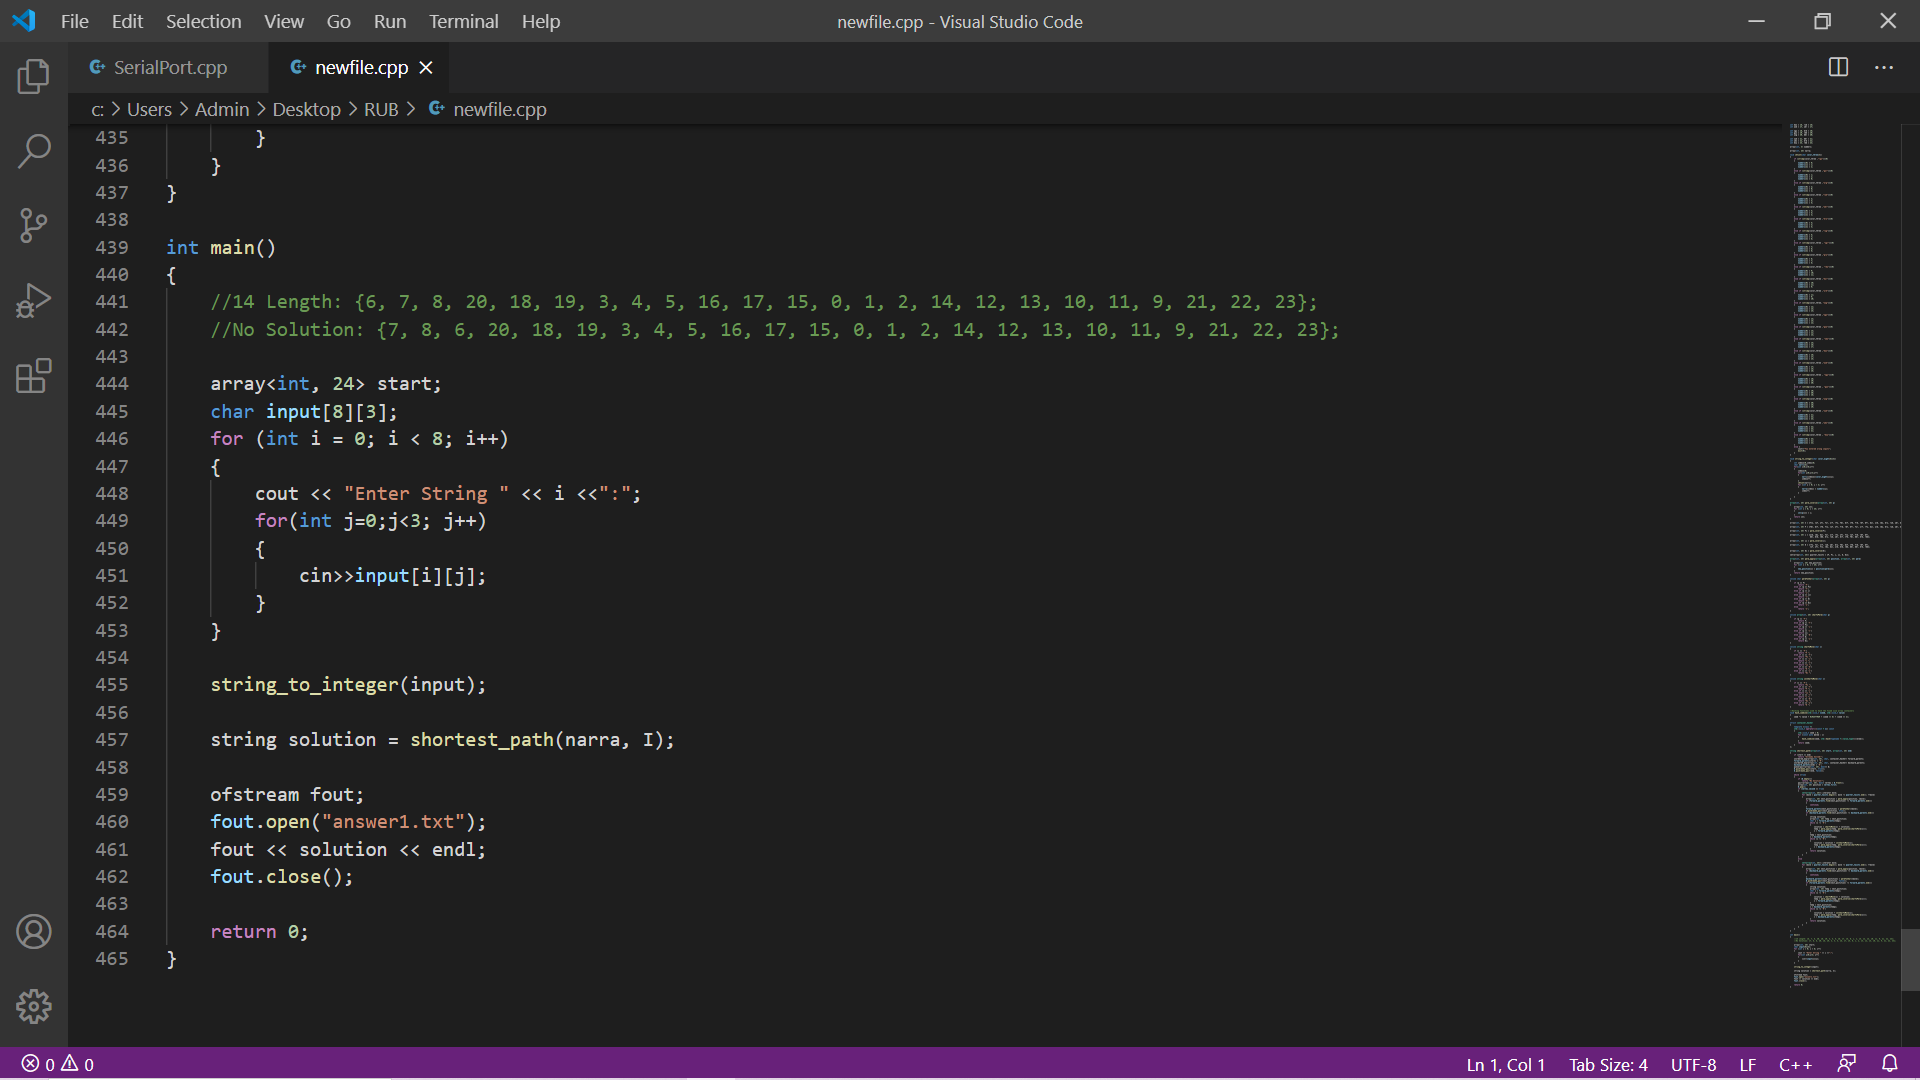 File Edit Selection View Go Run Terminal Help newfile.cpp - Visual Studio Code
SerialPort.cpp newfile.cpp
c: > Users > Admin > Desktop > RUB > newfile.cpp
435 }
436 }
437 }
438
439 int main()
440 {
441 //14 Length: {6, 7, 8, 20, 18, 19, 3, 4, 5, 16, 17, 15, 0, 1, 2, 14, 12, 13, 10, 11, 9, 21, 22, 23};
442 //No Solution: {7, 8, 6, 20, 18, 19, 3, 4, 5, 16, 17, 15, 0, 1, 2, 14, 12, 13, 10, 11, 9, 21, 22, 23};
443
444 array<int, 24> start;
445 char input[8][3];
446 for (int i = 0; i < 8; i++)
447 {
448 cout << "Enter String " << i <<":";
449 for(int j=0;j<3; j++)
450 {
451 cin>>input[i][j];
452 }
453 }
454
455 string_to_integer(input);
456
457 string solution = shortest_path(narra, I);
458
459 ofstream fout;
460 fout.open("answer1.txt");
461 fout << solution << endl;
462 fout.close();
463
464 return 0;
465 }
0 0 Ln 1, Col 1 Tab Size: 4 UTF-8 LF C++